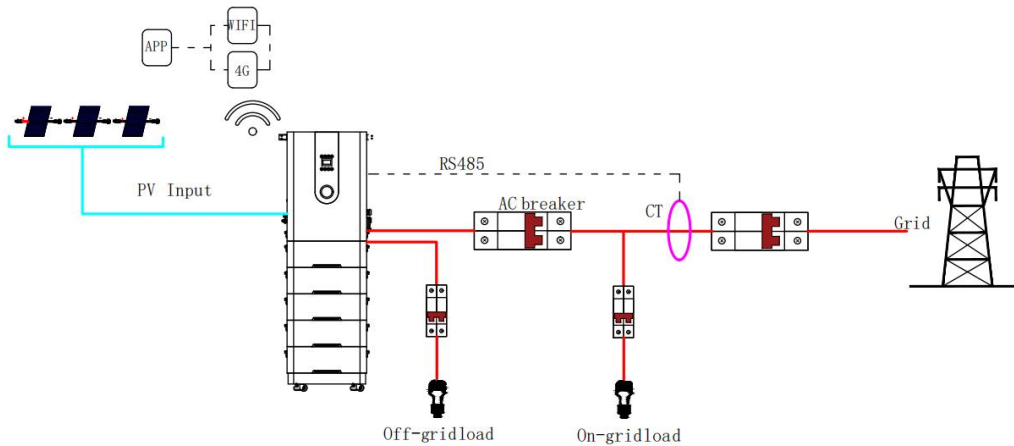 WIFI
APP
4G
RS485
PV Input
AC breaker
CT
Grid
Off-gridload
On-gridload